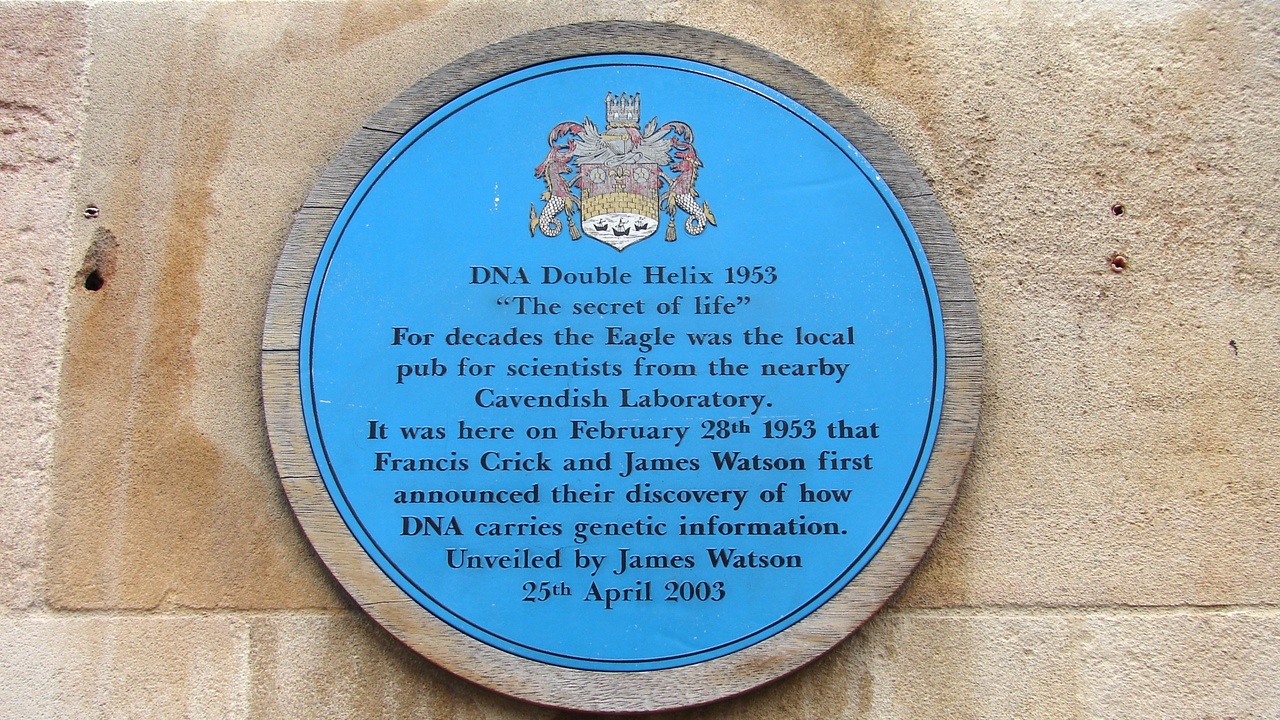 DNA Double Helix 1953
“The secret of life”
For decades the Eagle was the local
pub for scientists from the nearby
Cavendish Laboratory.
It was here on February 28th 1953 that
Francis Crick and James Watson first
announced their discovery of how
DNA carries genetic information.
Unveiled by James Watson
25th April 2003